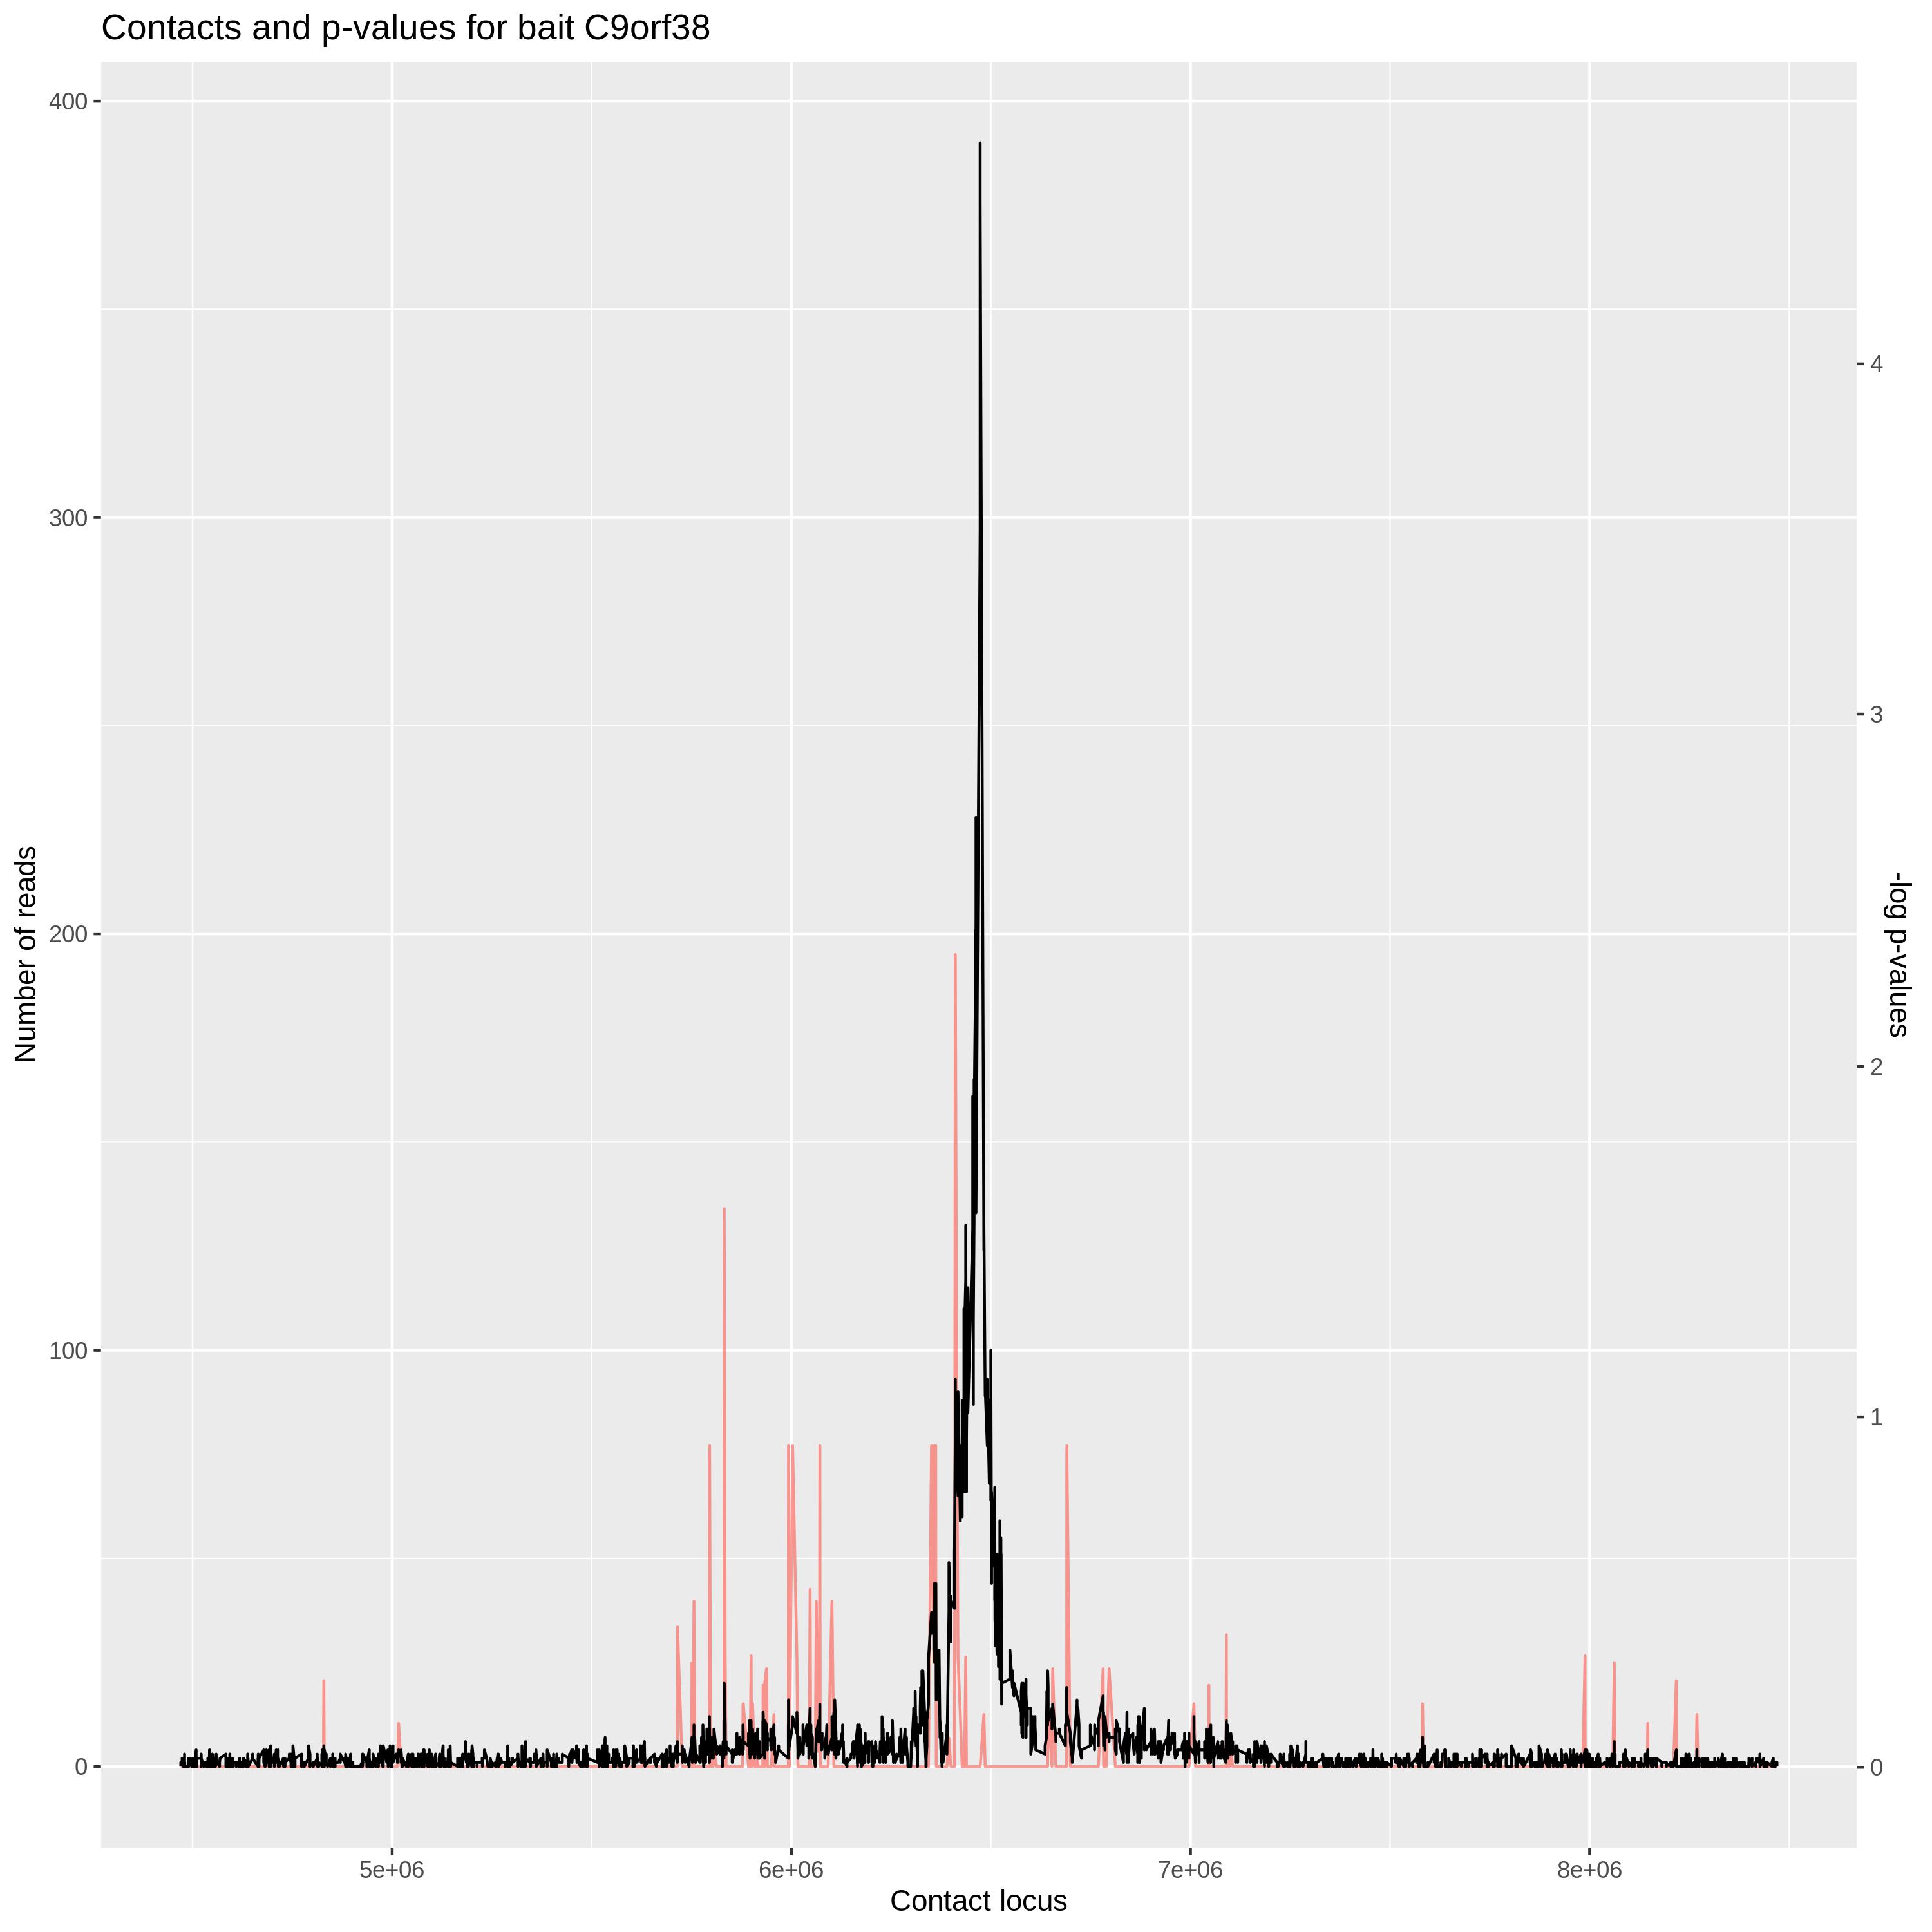 Contacts and p-values for bait C9orf38
400
300
200
100
0
Number of reads
4
3
2
1
0
-log p-values
5e+06
6e+06
7e+06
8e+06
Contact locus